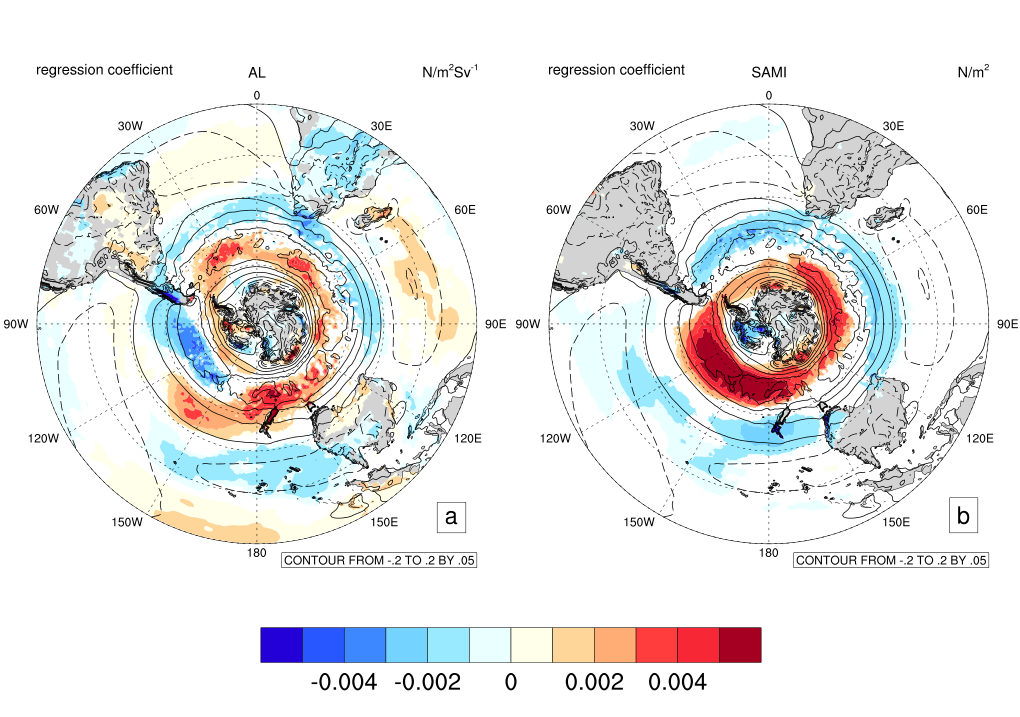 regression coefficient AL N/m²Sv⁻¹
0
30W 30E
60W 60E
90W 90E
120W 120E
150W 150E
180
a
CONTOUR FROM -.2 TO .2 BY .05
regression coefficient SAMI N/m²
0
30W 30E
60W 60E
90W 90E
120W 120E
150W 150E
180
b
CONTOUR FROM -.2 TO .2 BY .05
-0.004 -0.002 0 0.002 0.004